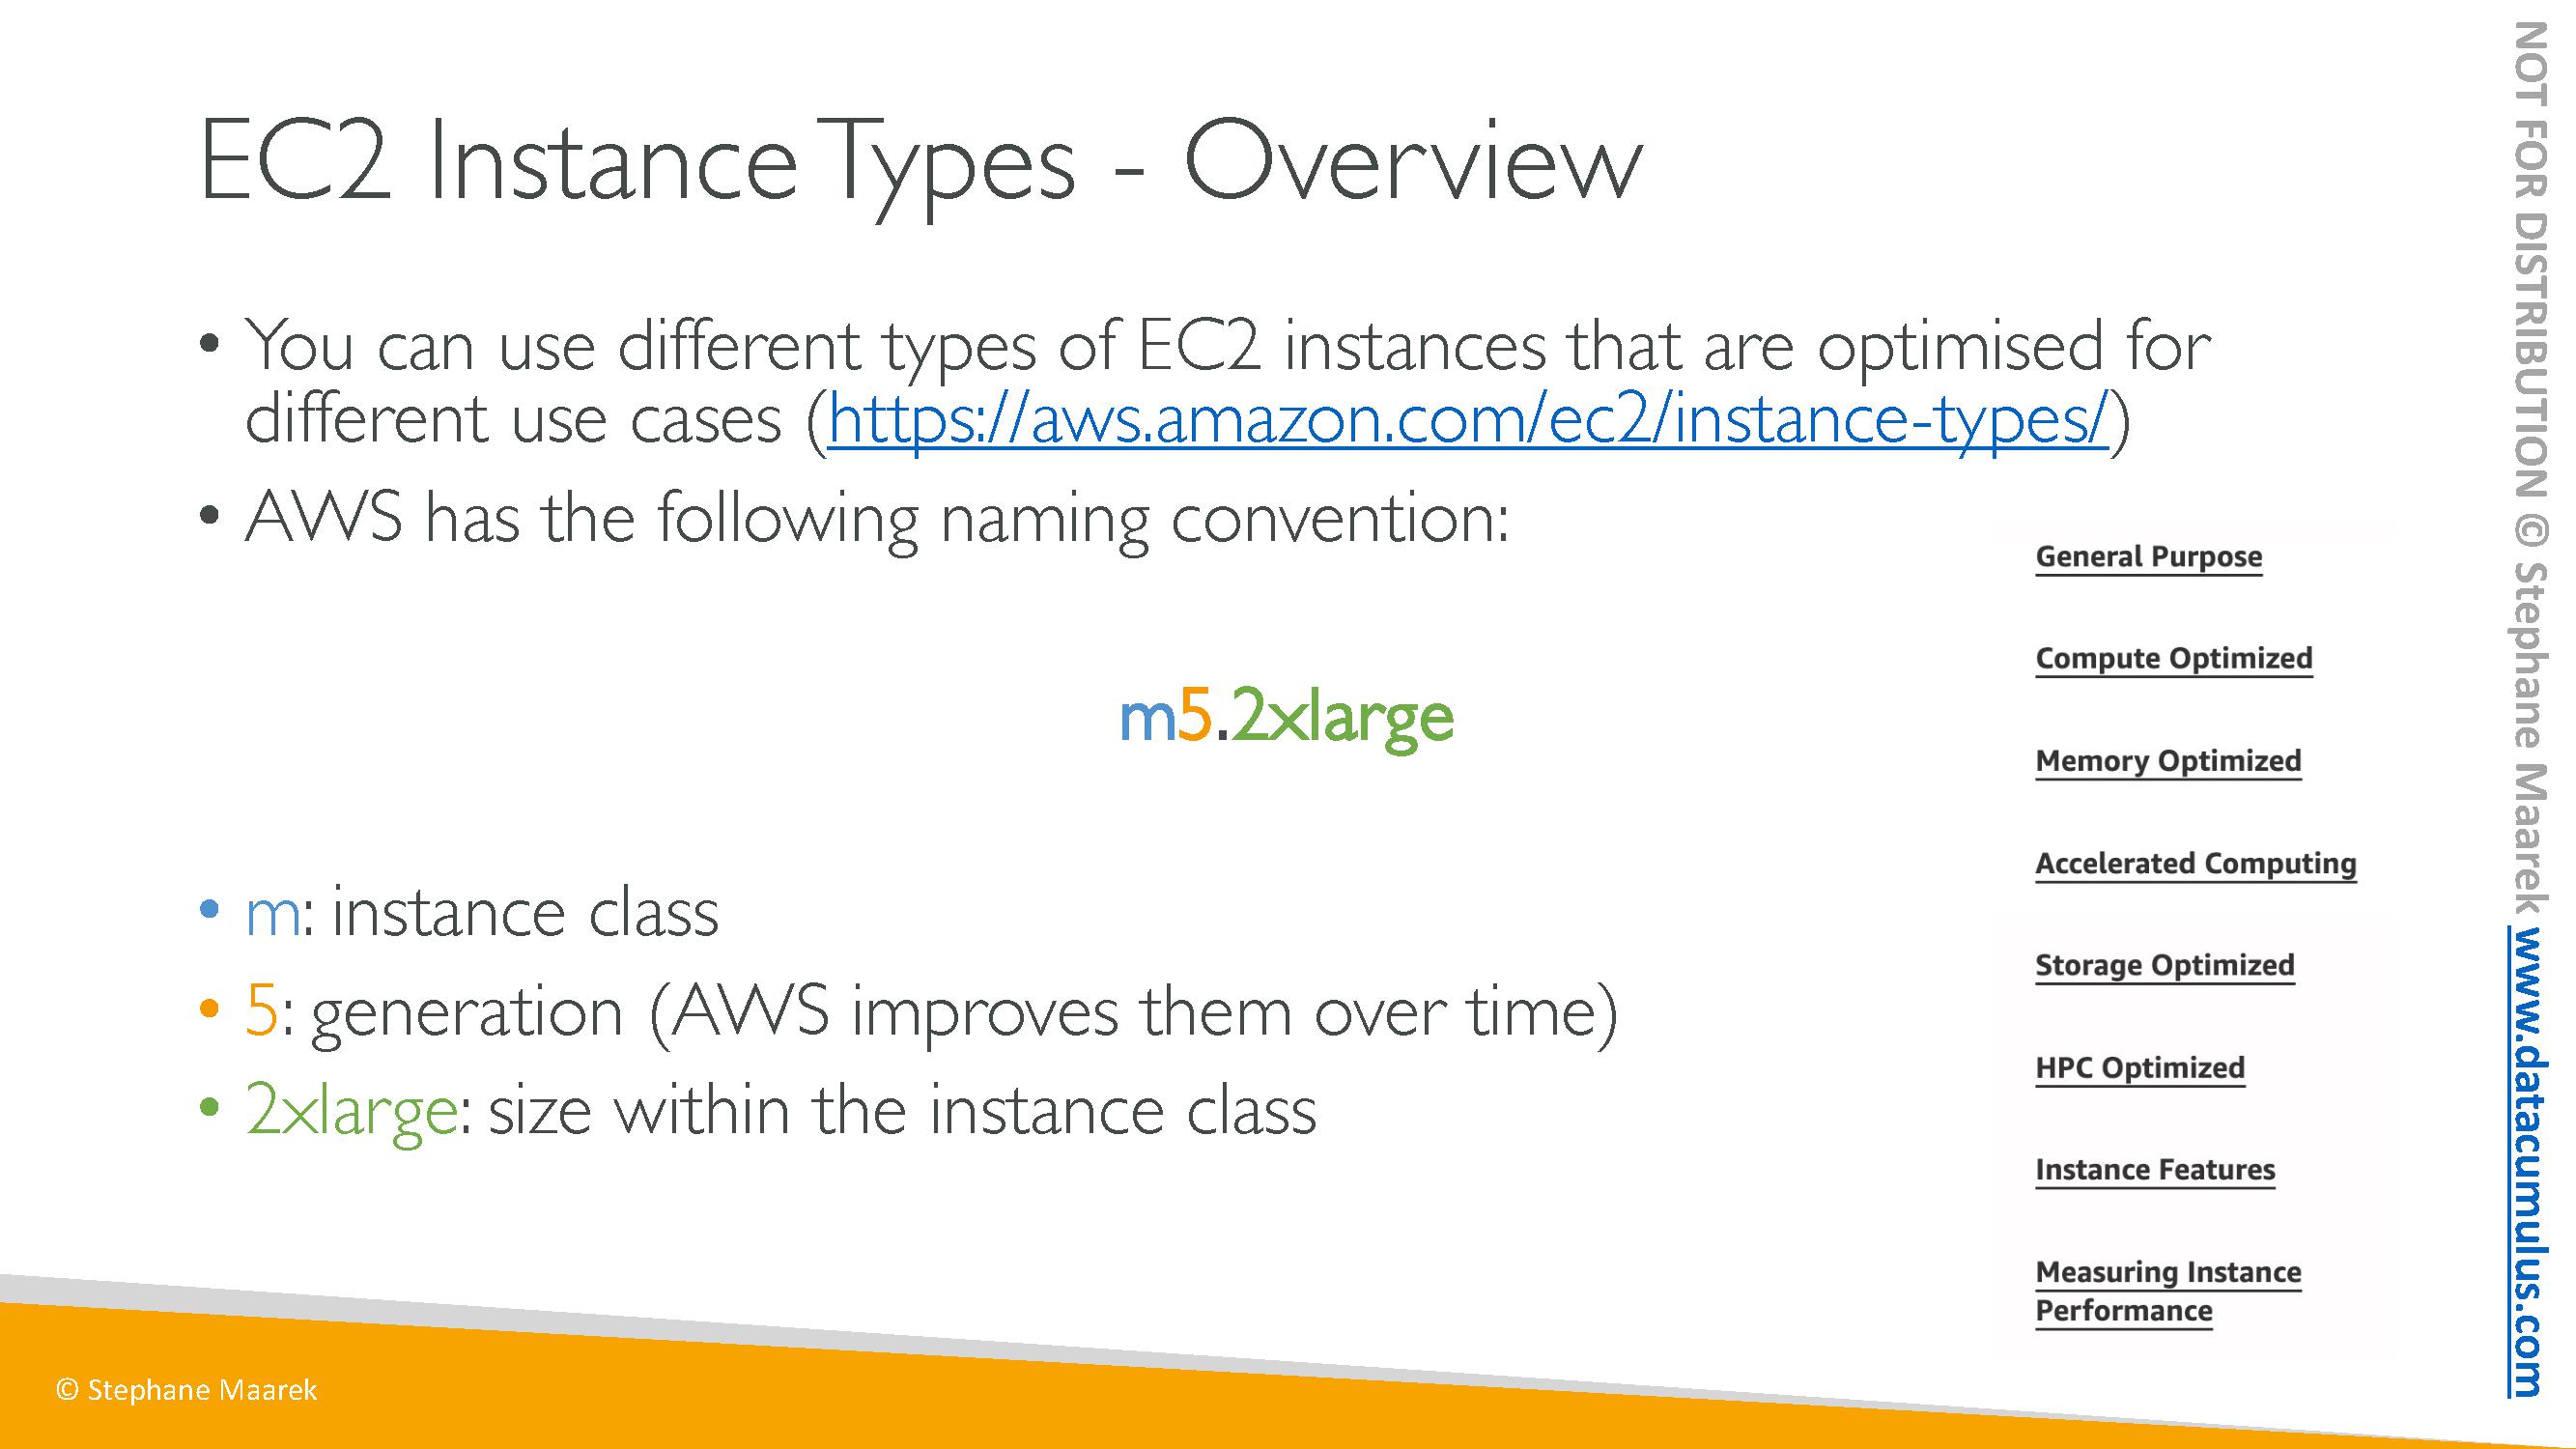 EC2 Instance Types - Overview
• You can use different types of EC2 instances that are optimised for
different use cases (https://aws.amazon.com/ec2/instance-types/)
• AWS has the following naming convention:
m5.2xlarge
• m: instance class
• 5: generation (AWS improves them over time)
• 2xlarge: size within the instance class
General Purpose
Compute Optimized
Memory Optimized
Accelerated Computing
Storage Optimized
HPC Optimized
Instance Features
Measuring Instance
Performance
© Stephane Maarek
NOT FOR DISTRIBUTION © Stephane Maarek www.datacumulus.com